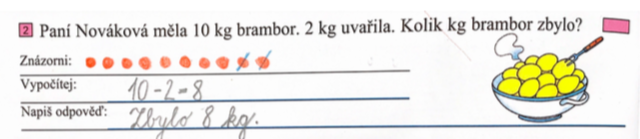 2 Paní Nováková měla 10 kg brambor. 2 kg uvařila. Kolik kg brambor zbylo?
Znázorni:
Vypočítej: 10-2=8
Napiš odpověď: Zbylo 8 kg.